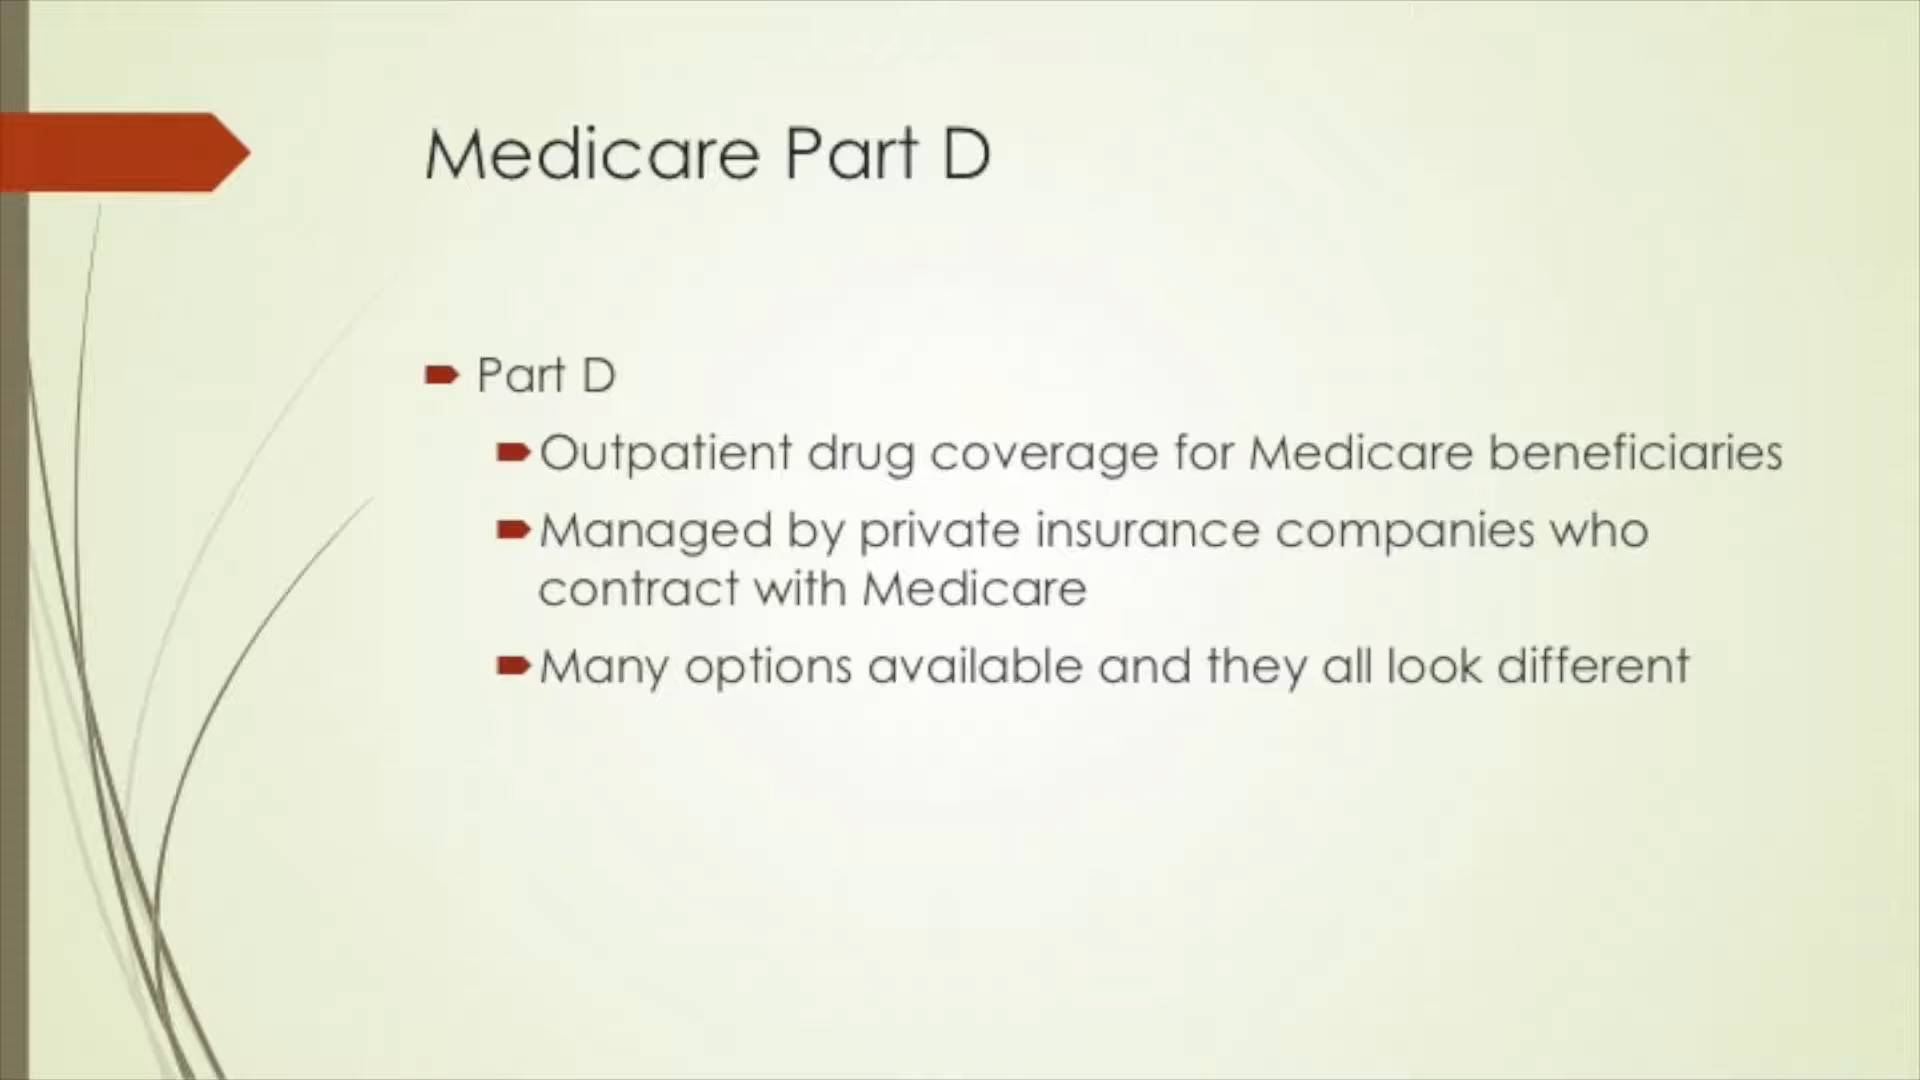 Medicare Part D
Part D
Outpatient drug coverage for Medicare beneficiaries
Managed by private insurance companies who
contract with Medicare
Many options available and they all look different